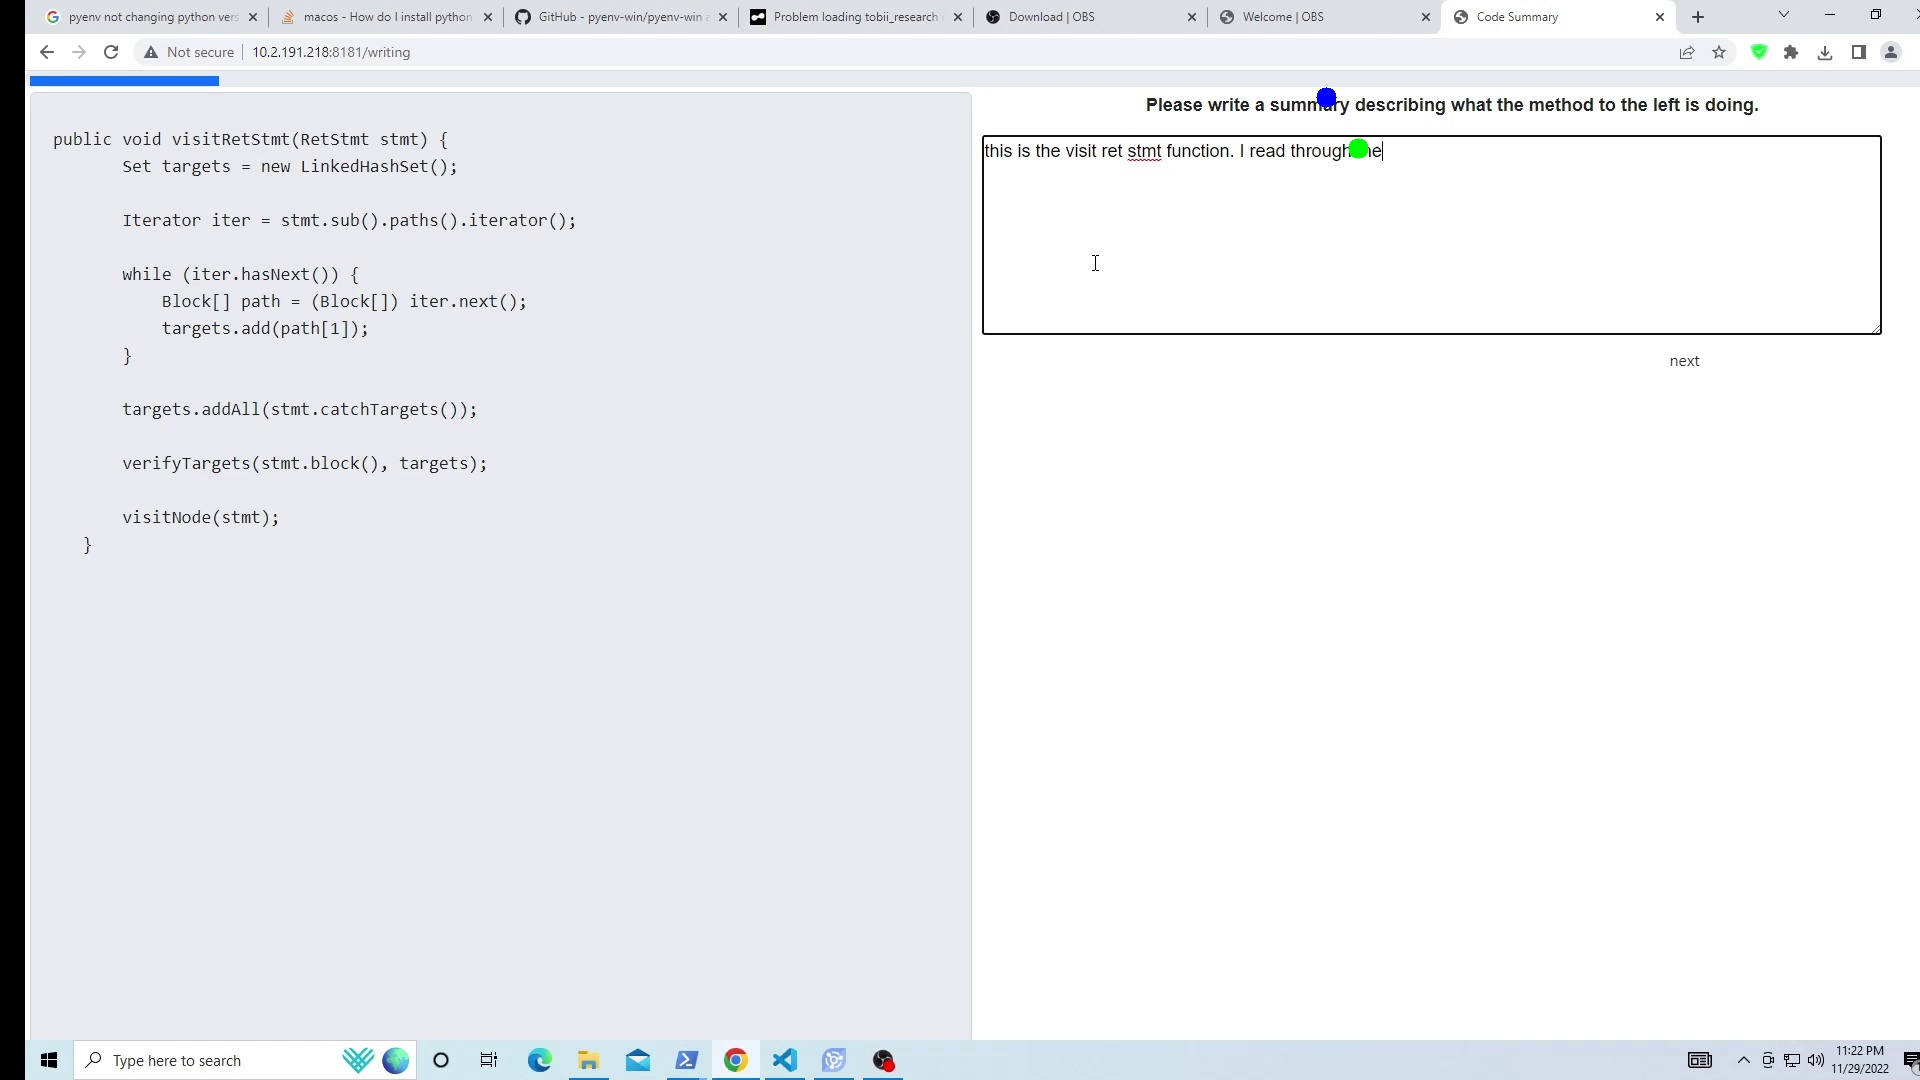 pyenv not changing python vers
macos - How do I install python
GitHub - pyenv-win/pyenv-win
Problem loading tobii_research
Download | OBS
Welcome | OBS
Code Summary
Not secure
10.2.191.218:8181/writing
public void visitRetStmt(RetStmt stmt) {
Set targets = new LinkedHashSet();
Iterator iter = stmt.sub().paths().iterator();
while (iter.hasNext()) {
Block[] path = (Block[]) iter.next();
targets.add(path[1]);
}
targets.addAll(stmt.catchTargets());
verifyTargets(stmt.block(), targets);
visitNode(stmt);
}
Please write a summary describing what the method to the left is doing.
this is the visit ret stmt function. I read through
next
Type here to search
11:22 PM
11/29/2022